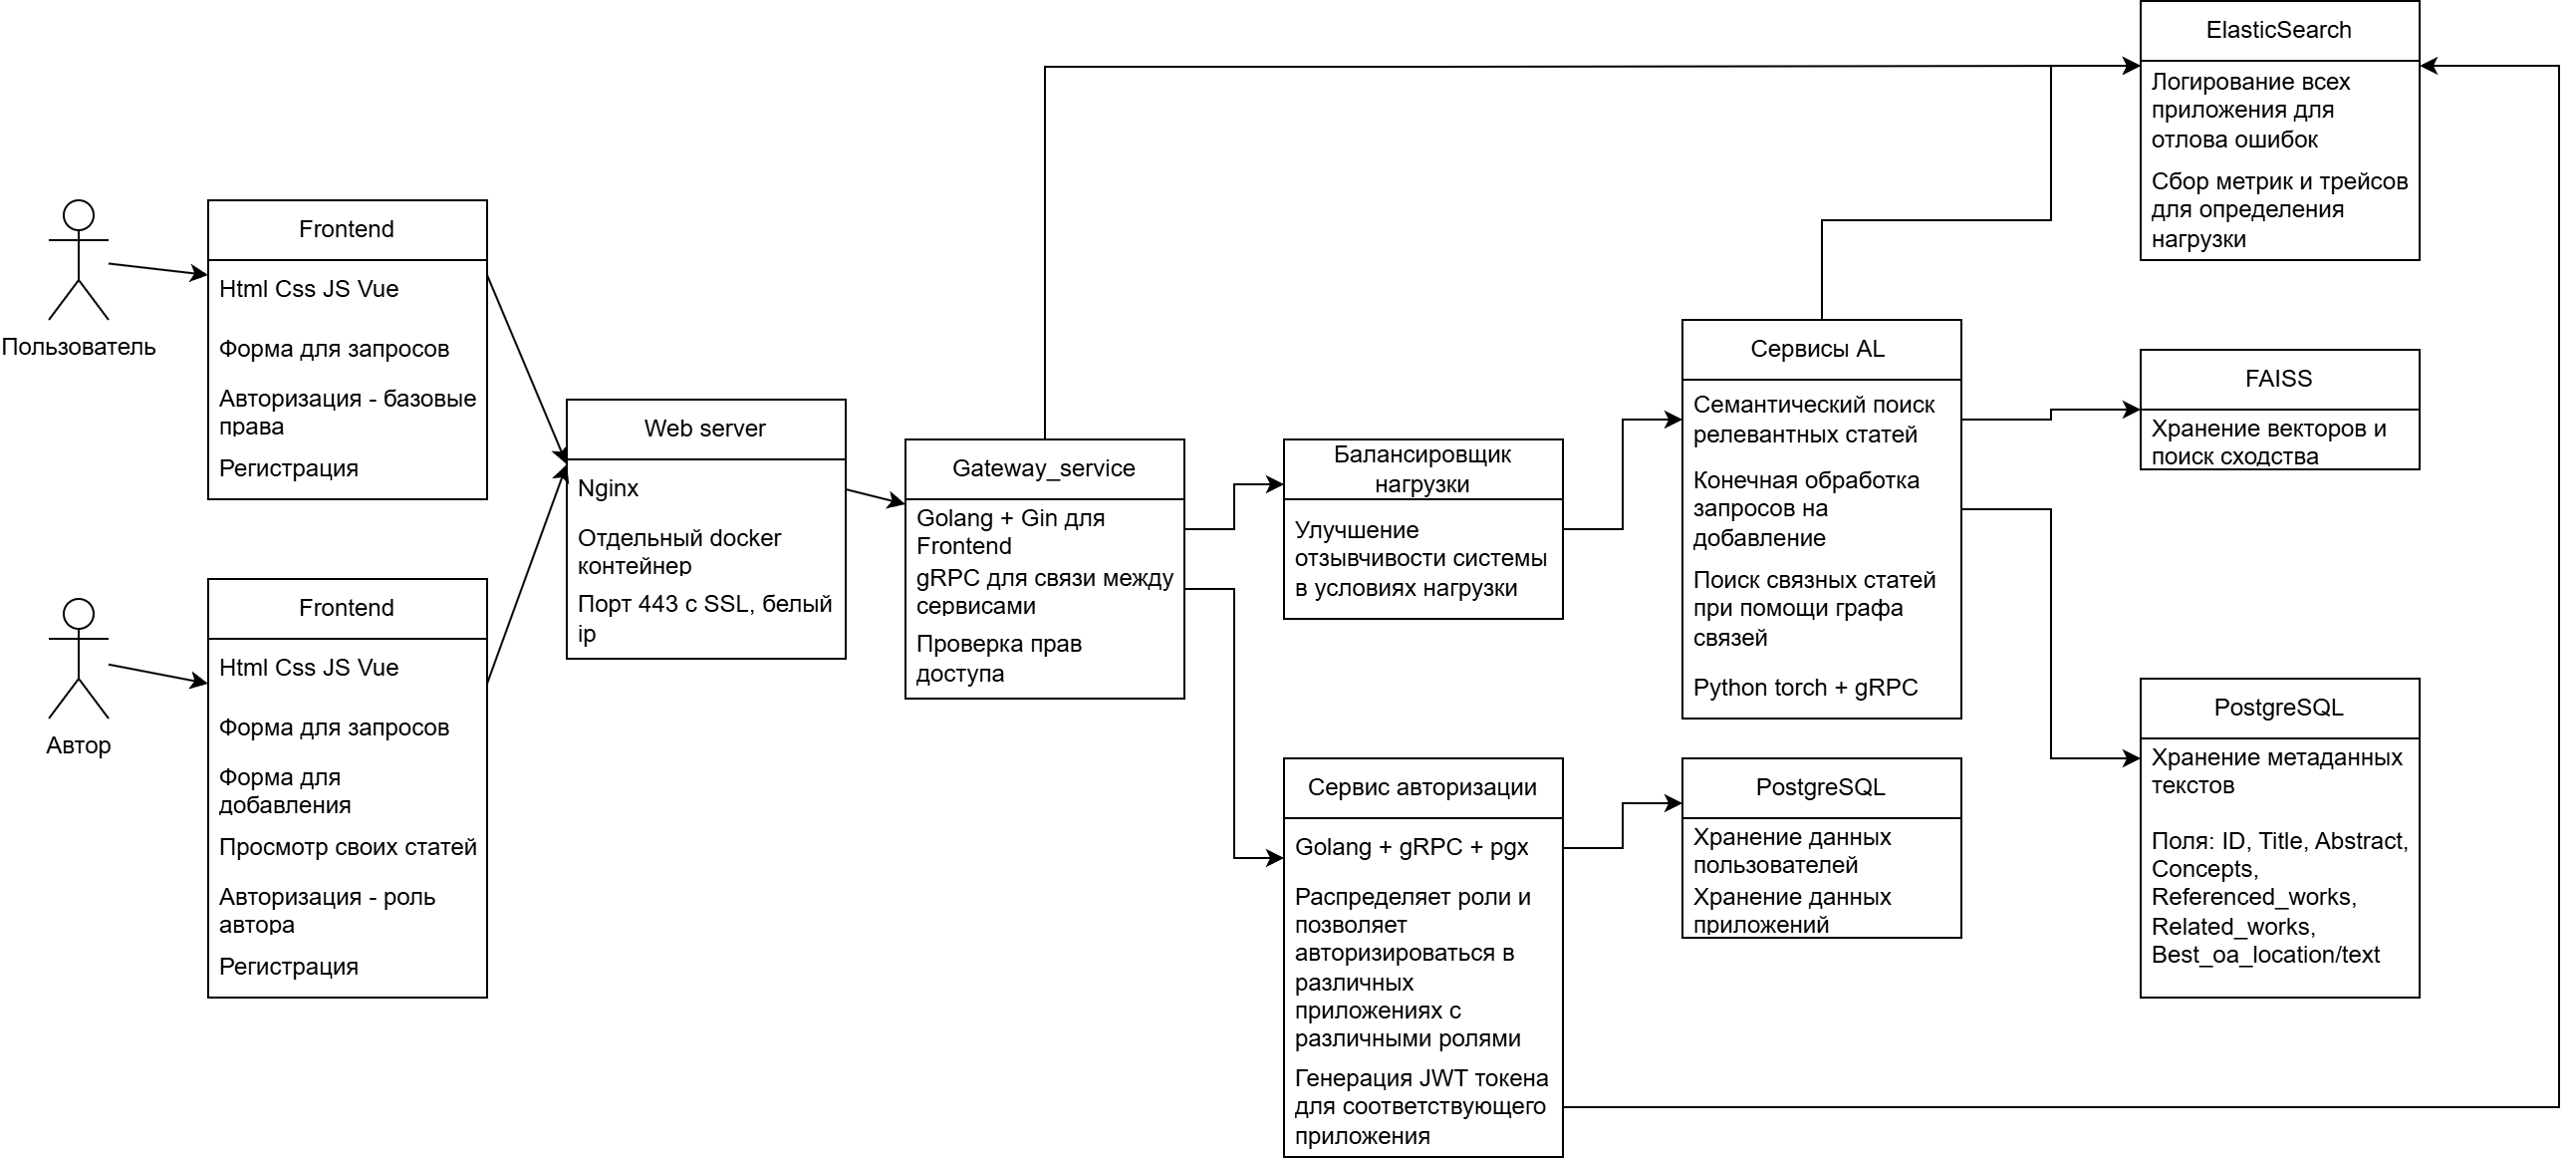 Пользователь
Frontend
Html Css JS Vue
Форма для запросов
Авторизация - базовые
права
Регистрация
Автор
Frontend
Html Css JS Vue
Форма для запросов
Форма для
добавления
Просмотр своих статей
Авторизация - роль
автора
Регистрация
Web server
Nginx
Отдельный docker
контейнер
Порт 443 с SSL, белый
ip
Gateway_service
Golang + Gin для
Frontend
gRPC для связи между
сервисами
Проверка прав
доступа
Балансировщик
нагрузки
Улучшение
отзывчивости системы
в условиях нагрузки
Сервис авторизации
Golang + gRPC + pgx
Распределяет роли и
позволяет
авторизироваться в
различных
приложениях с
различными ролями
Генерация JWT токена
для соответствующего
приложения
Сервисы AL
Семантический поиск
релевантных статей
Конечная обработка
запросов на
добавление
Поиск связных статей
при помощи графа
связей
Python torch + gRPC
PostgreSQL
Хранение данных
пользователей
Хранение данных
приложений
ElasticSearch
Логирование всех
приложения для
отлова ошибок
Сбор метрик и трейсов
для определения
нагрузки
FAISS
Хранение векторов и
поиск сходства
PostgreSQL
Хранение метаданных
текстов
Поля: ID, Title, Abstract,
Concepts,
Referenced_works,
Related_works,
Best_oa_location/text